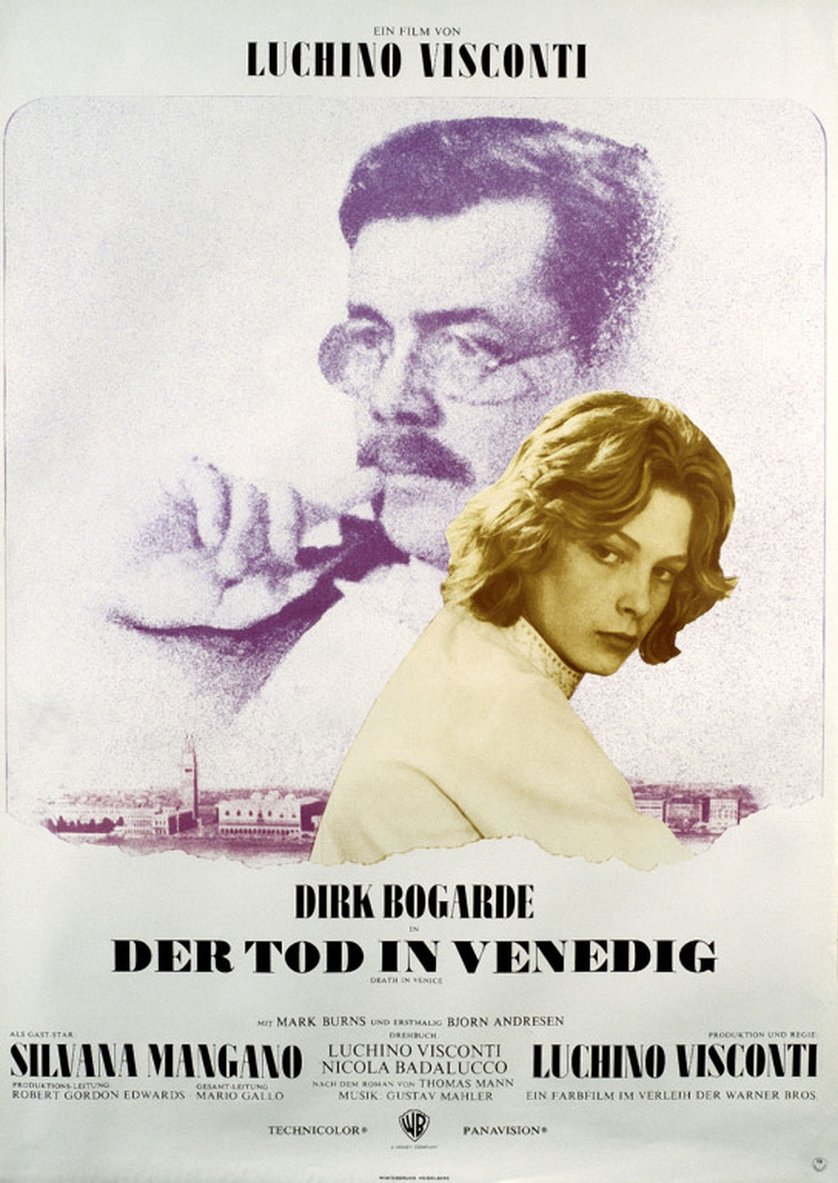 EIN FILM VON
LUCHINO VISCONTI
DIRK BOGARDE
IN
DER TOD IN VENEDIG
DEATH IN VENICE
MIT MARK BURNS UND ERSTMALIG BJORN ANDRESEN
ALS GAST-STAR:
SILVANA MANGANO
PRODUKTIONS-LEITUNG GESAMT-LEITUNG
ROBERT GORDON EDWARDS · MARIO GALLO
DREHBUCH
LUCHINO VISCONTI
NICOLA BADALUCCO
NACH DEM ROMAN VON THOMAS MANN
MUSIK: GUSTAV MAHLER
PRODUKTION UND REGIE:
LUCHINO VISCONTI
EIN FARBFILM IM VERLEIH DER WARNER BROS.
TECHNICOLOR® WB PANAVISION®
A KINNEY COMPANY